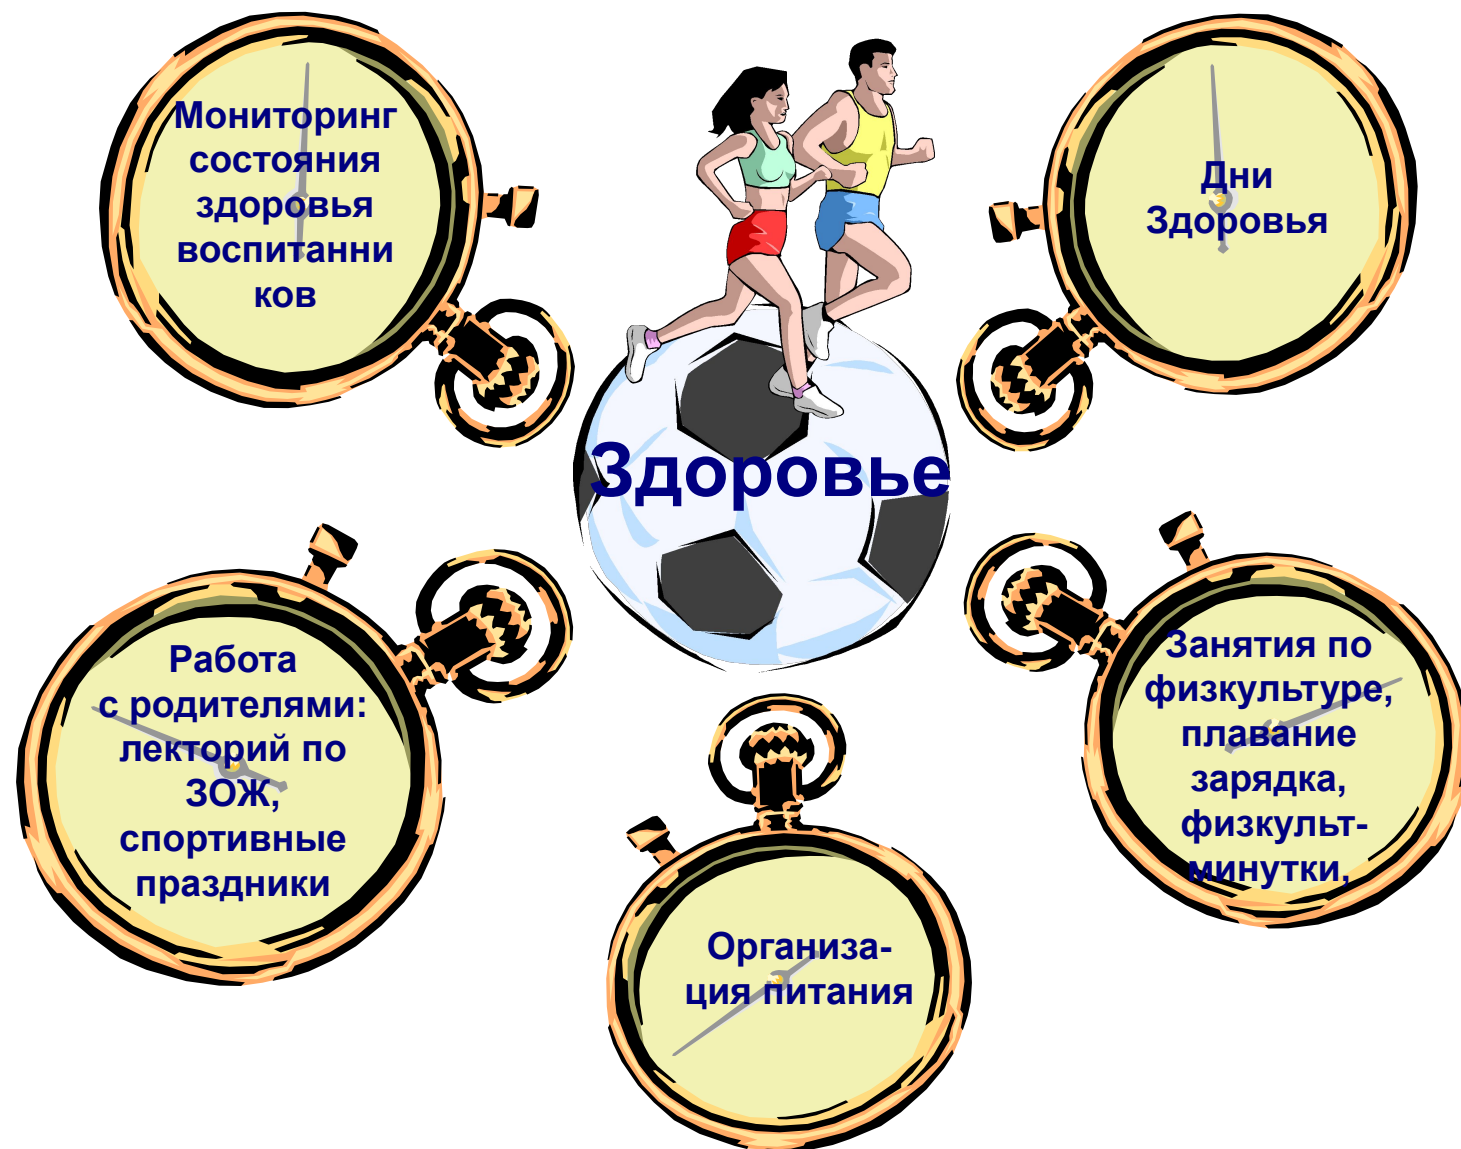 Мониторинг
состояния
здоровья
воспитанни
ков
Дни
Здоровья
Здоровье
Работа
с родителями:
лекторий по
ЗОЖ,
спортивные
праздники
Занятия по
физкультуре,
плавание
зарядка,
физкульт-
минутки,
Организа-
ция питания